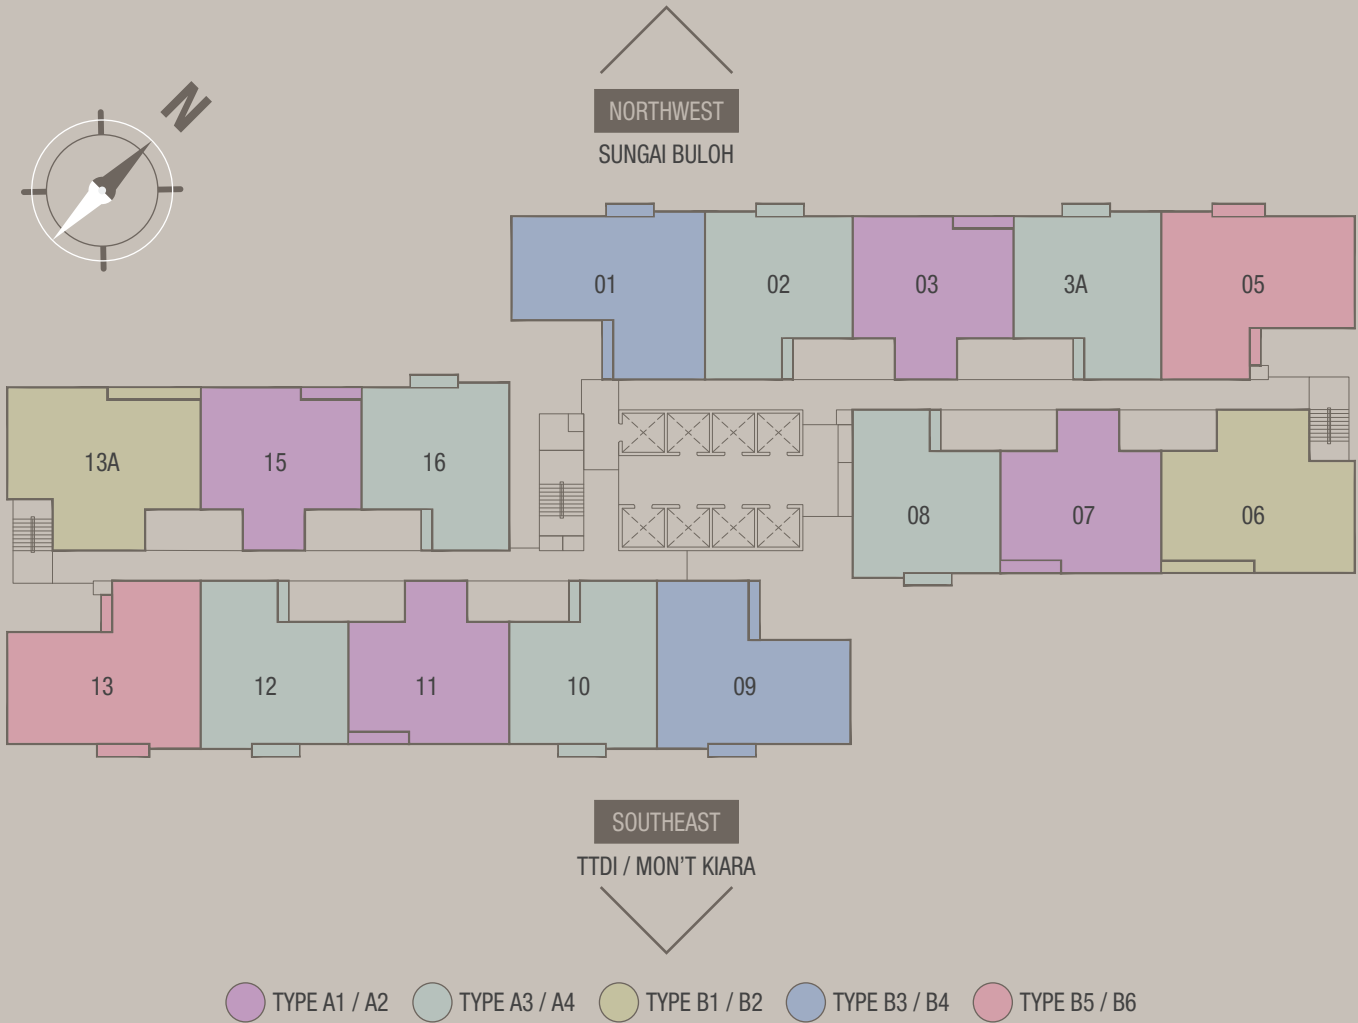 N
NORTHWEST
SUNGAI BULOH
01
02
03
3A
05
13A
15
16
08
07
06
13
12
11
10
09
SOUTHEAST
TTDI / MON'T KIARA
TYPE A1 / A2
TYPE A3 / A4
TYPE B1 / B2
TYPE B3 / B4
TYPE B5 / B6